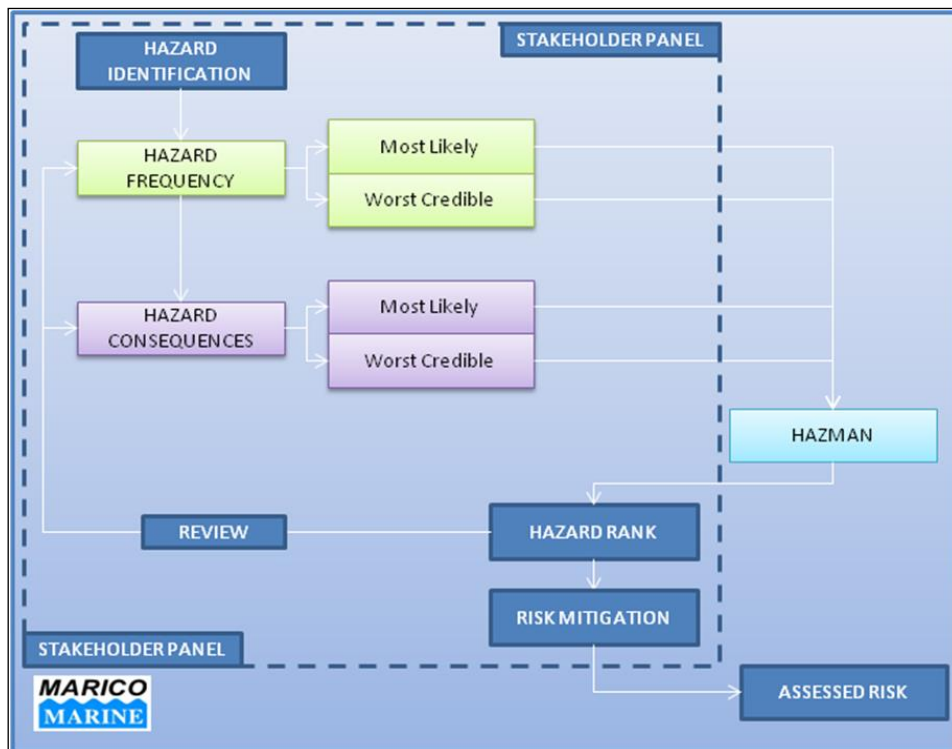 STAKEHOLDER PANEL
HAZARD
IDENTIFICATION
HAZARD
FREQUENCY
Most Likely
Worst Credible
HAZARD
CONSEQUENCES
Most Likely
Worst Credible
HAZMAN
REVIEW
HAZARD RANK
RISK MITIGATION
STAKEHOLDER PANEL
ASSESSED RISK
MARICO
MARINE